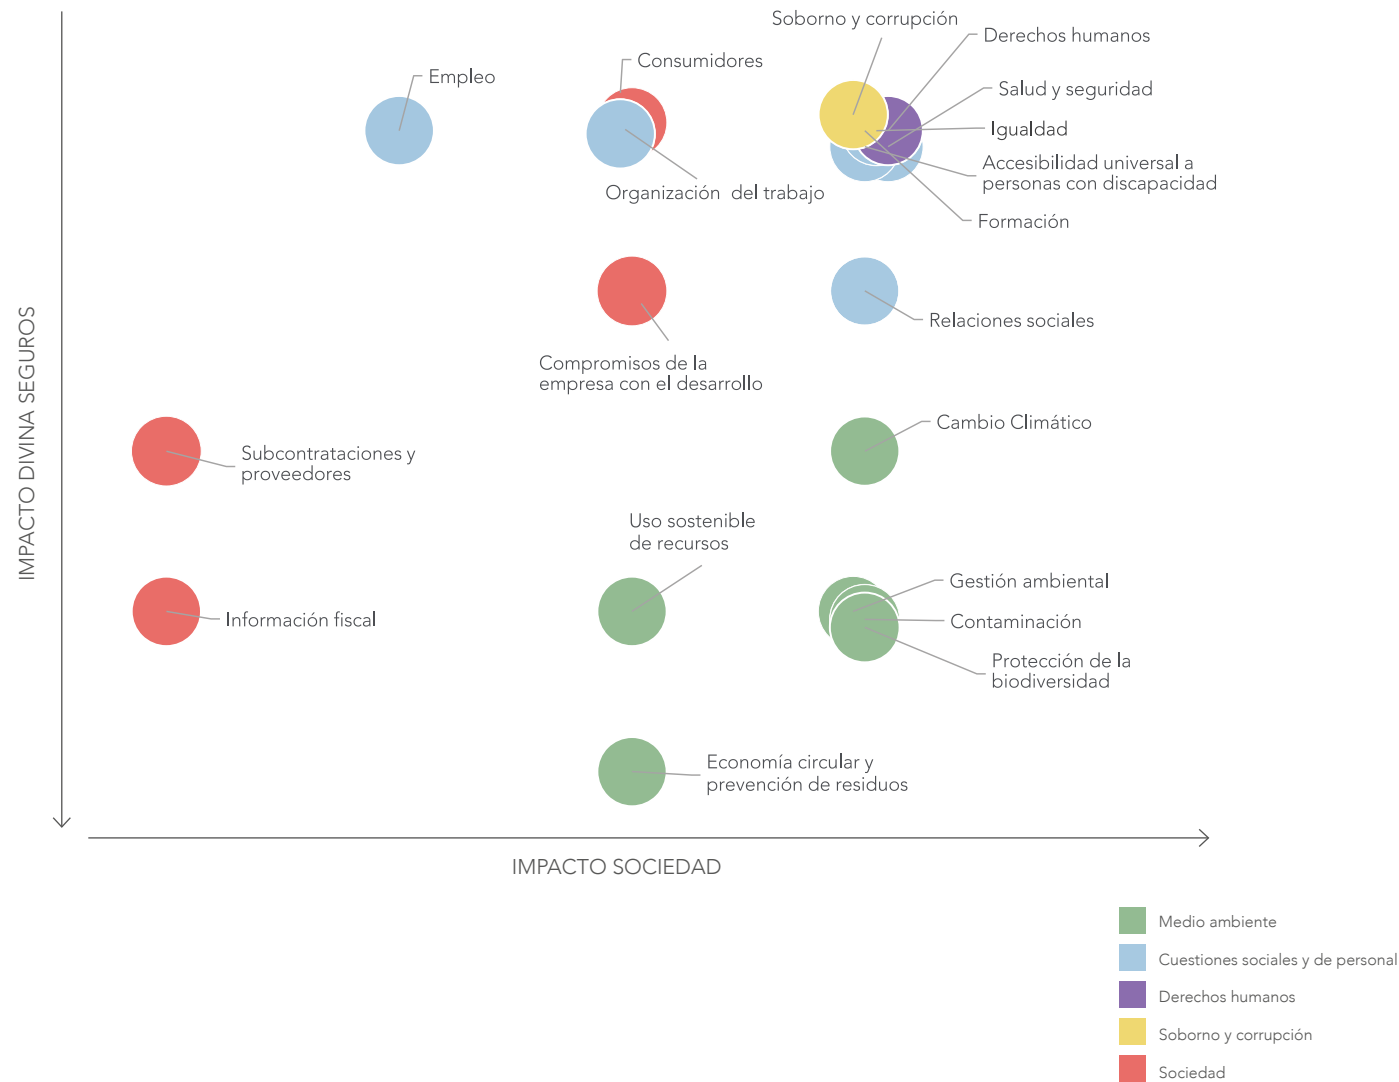 Soborno y corrupción
Derechos humanos
Consumidores
Empleo
Salud y seguridad
Igualdad
Accesibilidad universal a
personas con discapacidad
Organización del trabajo
Formación
Relaciones sociales
Compromisos de la
empresa con el desarrollo
IMPACTO DIVINA SEGUROS
Cambio Climático
Subcontrataciones y
proveedores
Uso sostenible
de recursos
Gestión ambiental
Información fiscal
Contaminación
Protección de la
biodiversidad
Economía circular y
prevención de residuos
IMPACTO SOCIEDAD
Medio ambiente
Cuestiones sociales y de personal
Derechos humanos
Soborno y corrupción
Sociedad